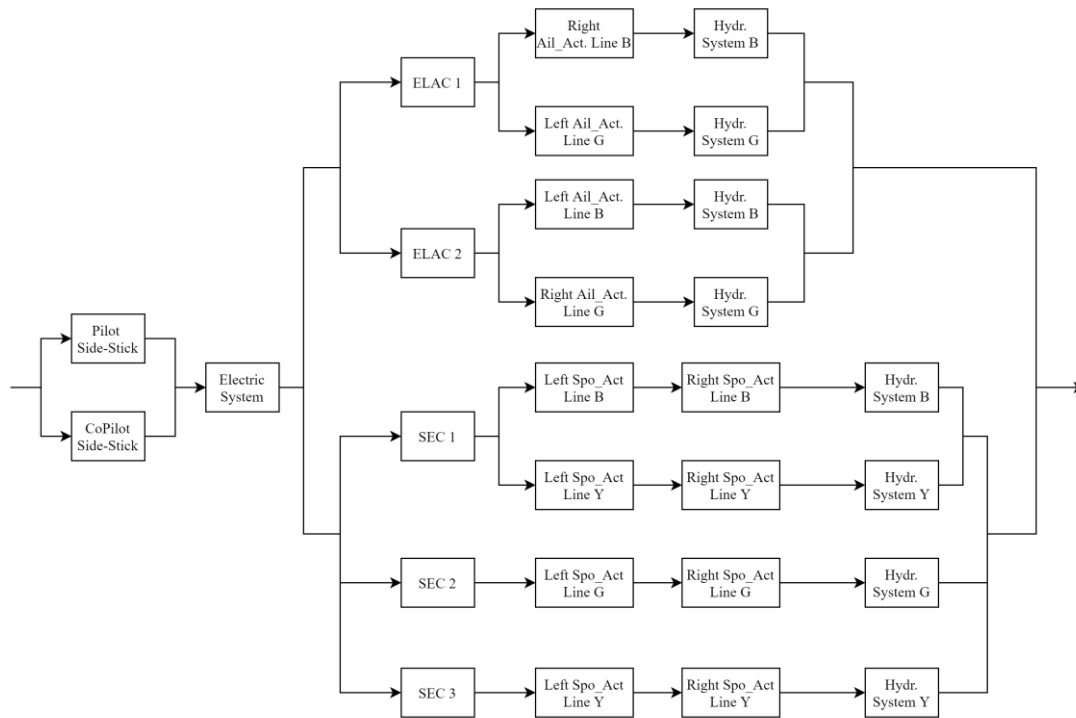 Right
Ail_Act. Line B
Hydr.
System B
ELAC 1
Left Ail_Act.
Line G
Hydr.
System G
Left Ail_Act.
Line B
Hydr.
System B
ELAC 2
Right Ail_Act.
Line G
Hydr.
System G
Pilot
Side-Stick
CoPilot
Side-Stick
Electric
System
Left Spo_Act
Line B
Right Spo_Act
Line B
Hydr.
System B
SEC 1
Left Spo_Act
Line Y
Right Spo_Act
Line Y
Hydr.
System Y
SEC 2
Left Spo_Act
Line G
Right Spo_Act
Line G
Hydr.
System G
SEC 3
Left Spo_Act
Line Y
Right Spo_Act
Line Y
Hydr.
System Y